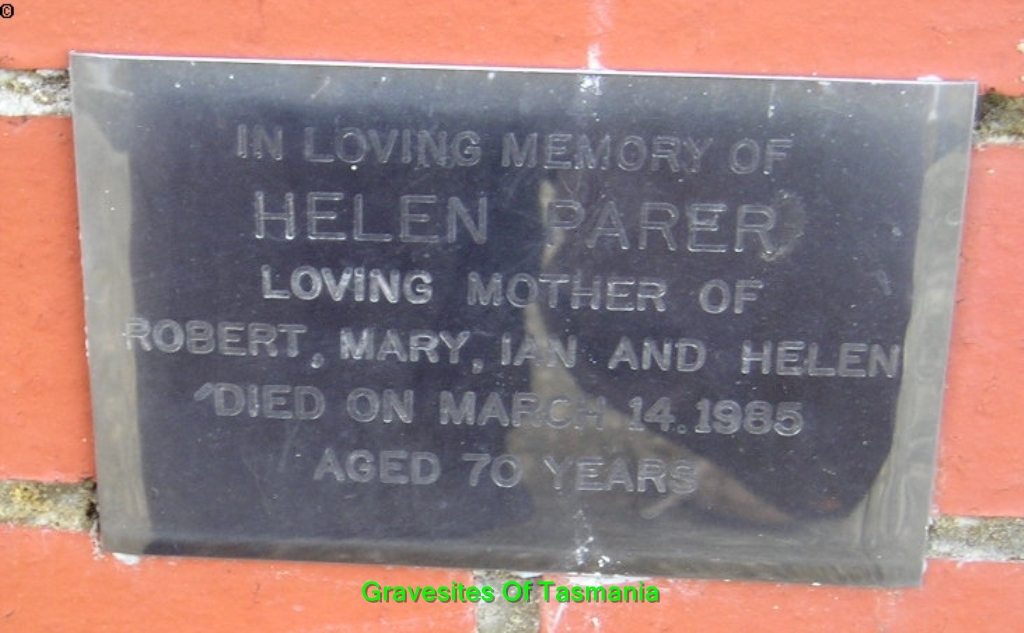 ©
IN LOVING MEMORY OF
HELEN PARER
LOVING MOTHER OF
ROBERT, MARY, IAN AND HELEN
DIED ON MARCH 14. 1985
AGED 70 YEARS
Gravesites Of Tasmania